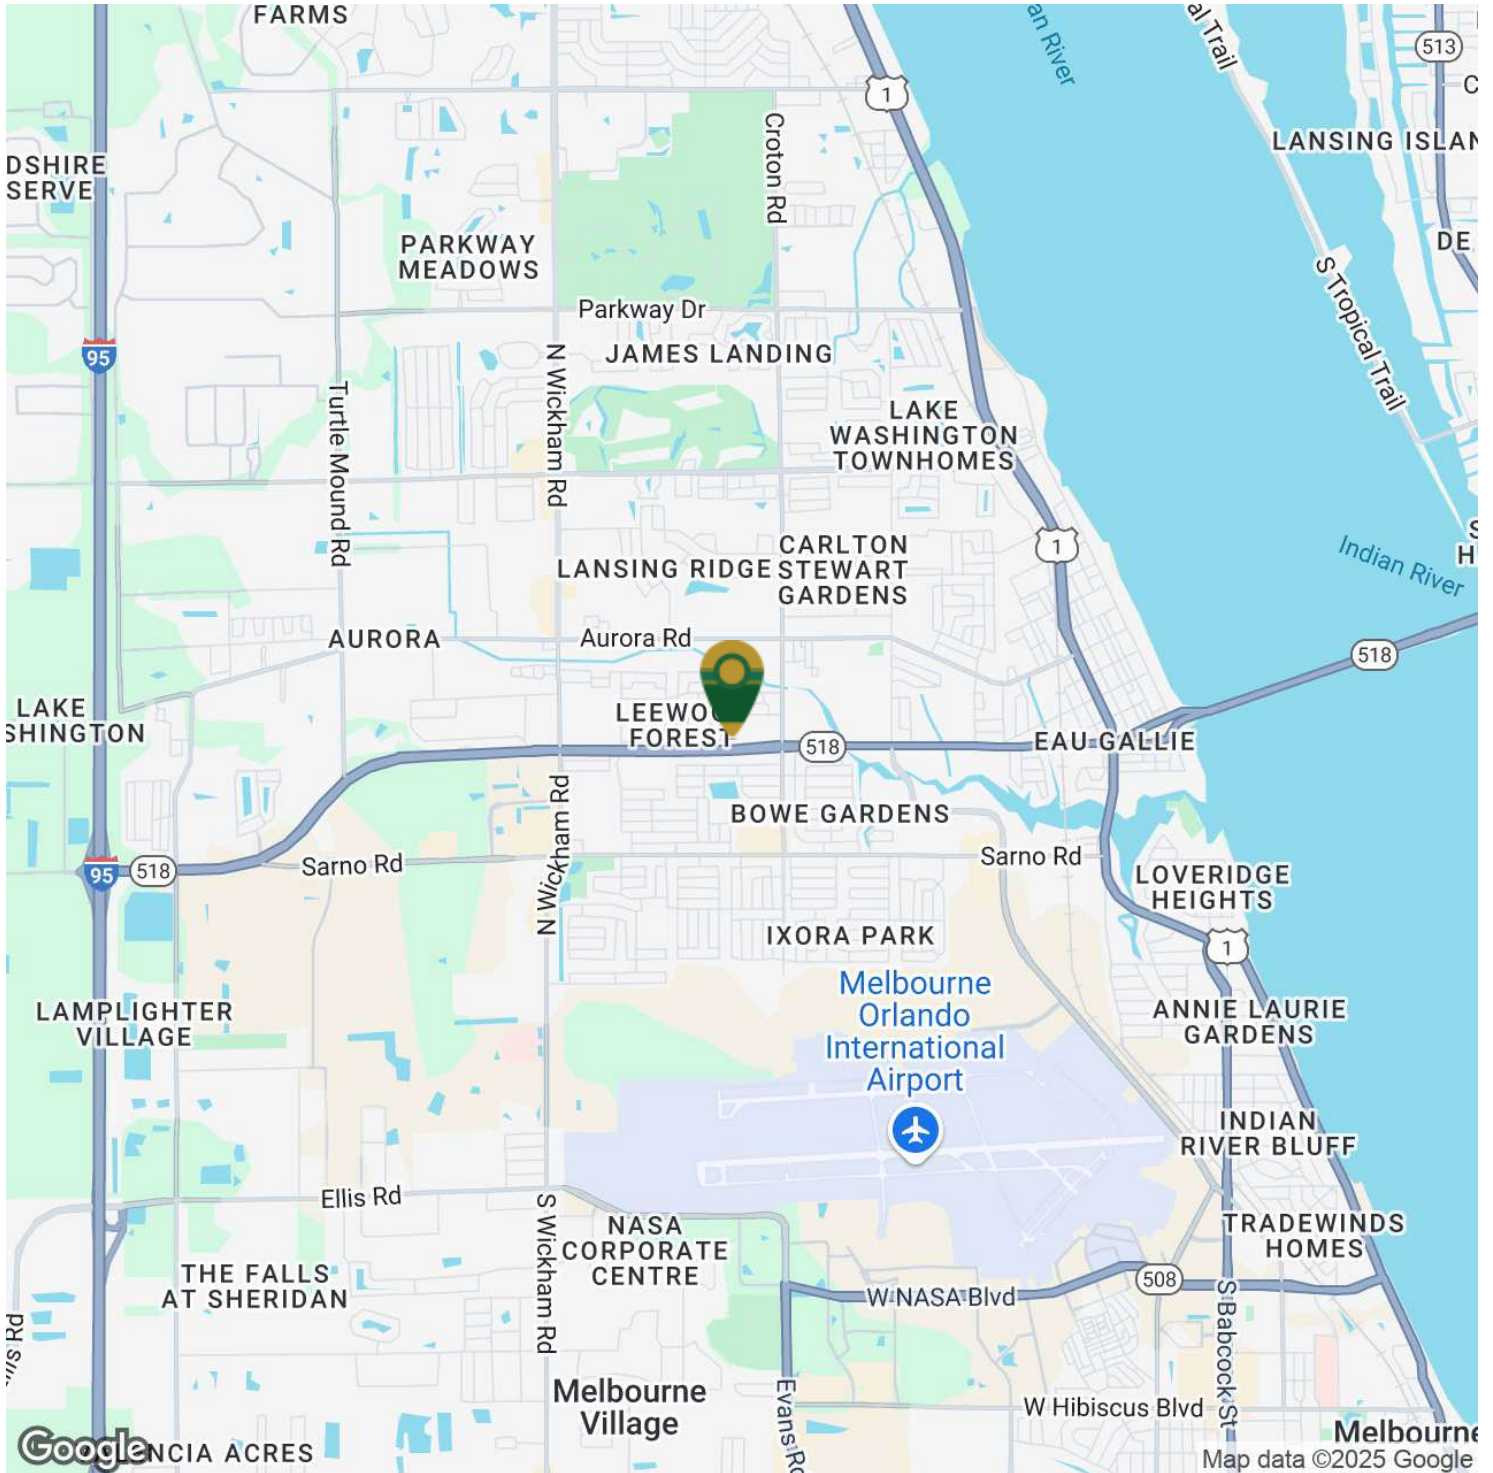 FARMS
an River
al Trail
513
1
C
Croton Rd
LANSING ISLAN
DSHIRE
SERVE
PARKWAY
MEADOWS
DE
S Tropical Trail
Parkway Dr
95
JAMES LANDING
N Wickham Rd
Turtle Mound Rd
LAKE
WASHINGTON
TOWNHOMES
1
S
H
Indian River
LANSING RIDGE
CARLTON
STEWART
GARDENS
AURORA
Aurora Rd
518
LAKE
SHINGTON
LEEWOO
FOREST
518
EAU GALLIE
N Wickham Rd
BOWE GARDENS
95
518
Sarno Rd
Sarno Rd
LOVERIDGE
HEIGHTS
IXORA PARK
1
Melbourne
Orlando
International
Airport
LAMPLIGHTER
VILLAGE
ANNIE LAURIE
GARDENS
INDIAN
RIVER BLUFF
Ellis Rd
S Wickham Rd
NASA
CORPORATE
CENTRE
TRADEWINDS
HOMES
THE FALLS
AT SHERIDAN
W NASA Blvd
508
S Babcock St
llis Rd
Melbourne
Village
Evans Rd
W Hibiscus Blvd
Melbourne
Google
LENCIA ACRES
Map data ©2025 Google